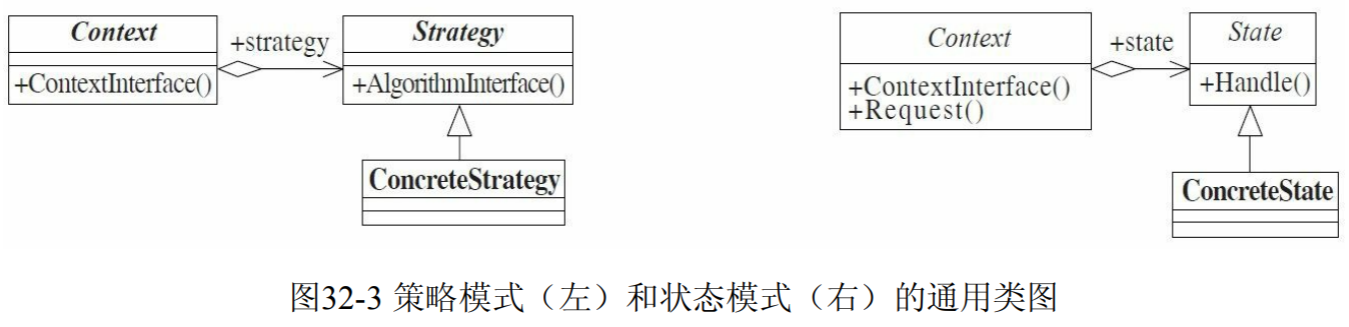 Context
+ContextInterface()
+strategy
Strategy
+AlgorithmInterface()
ConcreteStrategy
Context
+ContextInterface()
+Request()
+state
State
+Handle()
ConcreteState
图32-3 策略模式（左）和状态模式（右）的通用类图